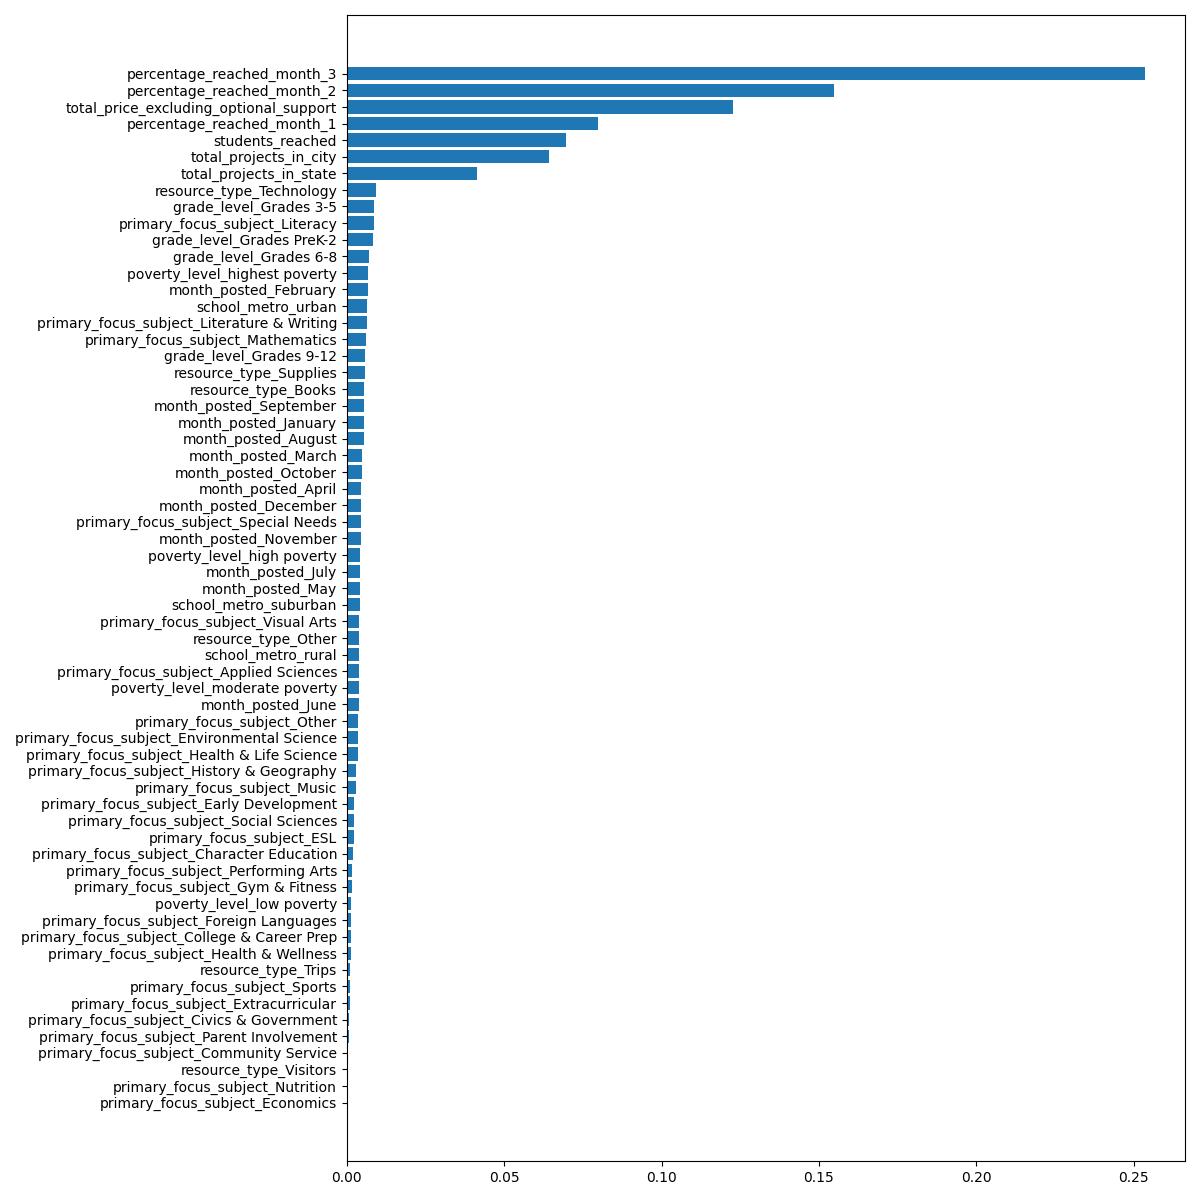 percentage_reached_month_3
percentage_reached_month_2
total_price_excluding_optional_support
percentage_reached_month_1
students_reached
total_projects_in_city
total_projects_in_state
resource_type_Technology
grade_level_Grades 3-5
primary_focus_subject_Literacy
grade_level_Grades PreK-2
grade_level_Grades 6-8
poverty_level_highest poverty
month_posted_February
school_metro_urban
primary_focus_subject_Literature & Writing
primary_focus_subject_Mathematics
grade_level_Grades 9-12
resource_type_Supplies
resource_type_Books
month_posted_September
month_posted_January
month_posted_August
month_posted_March
month_posted_October
month_posted_April
month_posted_December
primary_focus_subject_Special Needs
month_posted_November
poverty_level_high poverty
month_posted_July
month_posted_May
school_metro_suburban
primary_focus_subject_Visual Arts
resource_type_Other
school_metro_rural
primary_focus_subject_Applied Sciences
poverty_level_moderate poverty
month_posted_June
primary_focus_subject_Other
primary_focus_subject_Environmental Science
primary_focus_subject_Health & Life Science
primary_focus_subject_History & Geography
primary_focus_subject_Music
primary_focus_subject_Early Development
primary_focus_subject_Social Sciences
primary_focus_subject_ESL
primary_focus_subject_Character Education
primary_focus_subject_Performing Arts
primary_focus_subject_Gym & Fitness
poverty_level_low poverty
primary_focus_subject_Foreign Languages
primary_focus_subject_College & Career Prep
primary_focus_subject_Health & Wellness
resource_type_Trips
primary_focus_subject_Sports
primary_focus_subject_Extracurricular
primary_focus_subject_Civics & Government
primary_focus_subject_Parent Involvement
primary_focus_subject_Community Service
resource_type_Visitors
primary_focus_subject_Nutrition
primary_focus_subject_Economics
0.00 0.05 0.10 0.15 0.20 0.25